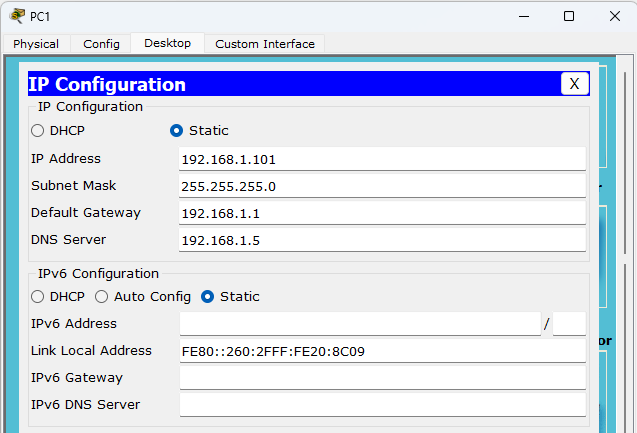 PC1
Physical Config Desktop Custom Interface
IP Configuration X
IP Configuration
DHCP Static
IP Address 192.168.1.101
Subnet Mask 255.255.255.0
Default Gateway 192.168.1.1
DNS Server 192.168.1.5
IPv6 Configuration
DHCP Auto Config Static
IPv6 Address /
Link Local Address FE80::260:2FFF:FE20:8C09
IPv6 Gateway
IPv6 DNS Server